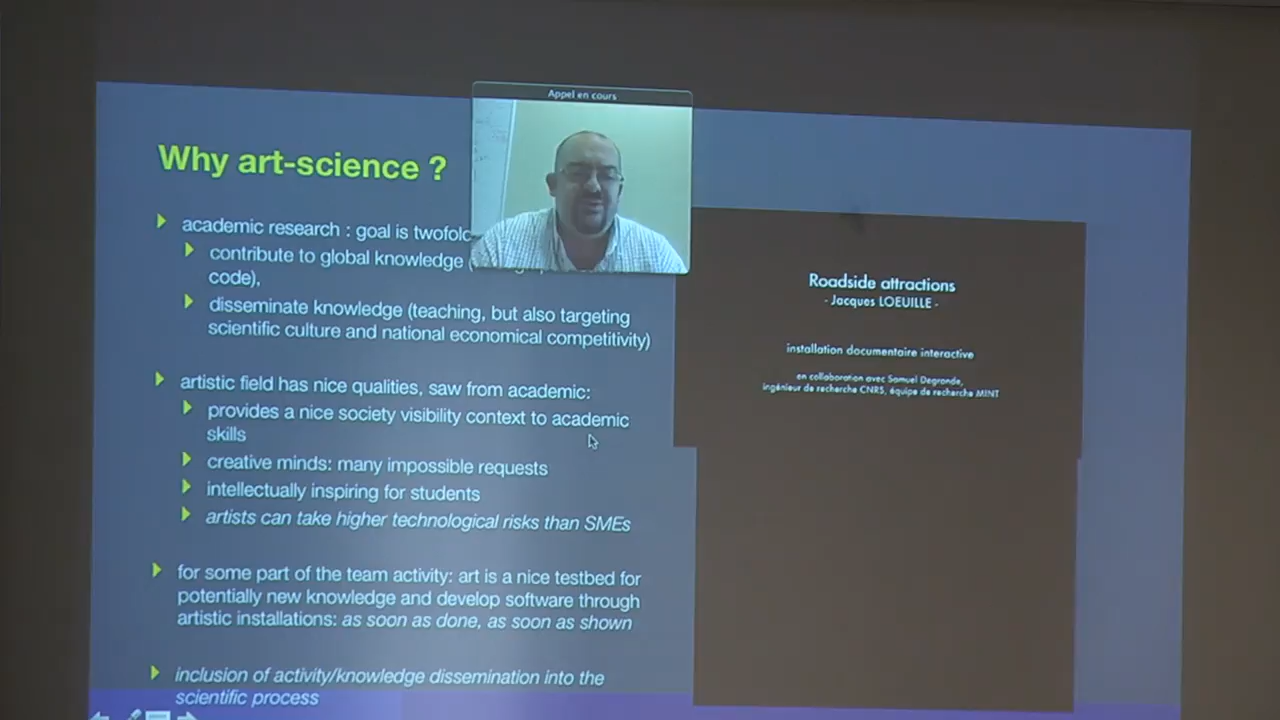 Appel en cours
Why art-science ?
academic research : goal is twofold
contribute to global knowledge (
code),
disseminate knowledge (teaching, but also targeting
scientific culture and national economical competitivity)
artistic field has nice qualities, saw from academic:
provides a nice society visibility context to academic
skills
creative minds: many impossible requests
intellectually inspiring for students
artists can take higher technological risks than SMEs
for some part of the team activity: art is a nice testbed for
potentially new knowledge and develop software through
artistic installations: as soon as done, as soon as shown
inclusion of activity/knowledge dissemination into the
scientific process
Roadside attractions
- Jacques LOEUILLE -
installation documentaire interactive
en collaboration avec Samuel Degronde,
ingénieur de recherche CNRS, équipe de recherche MINT